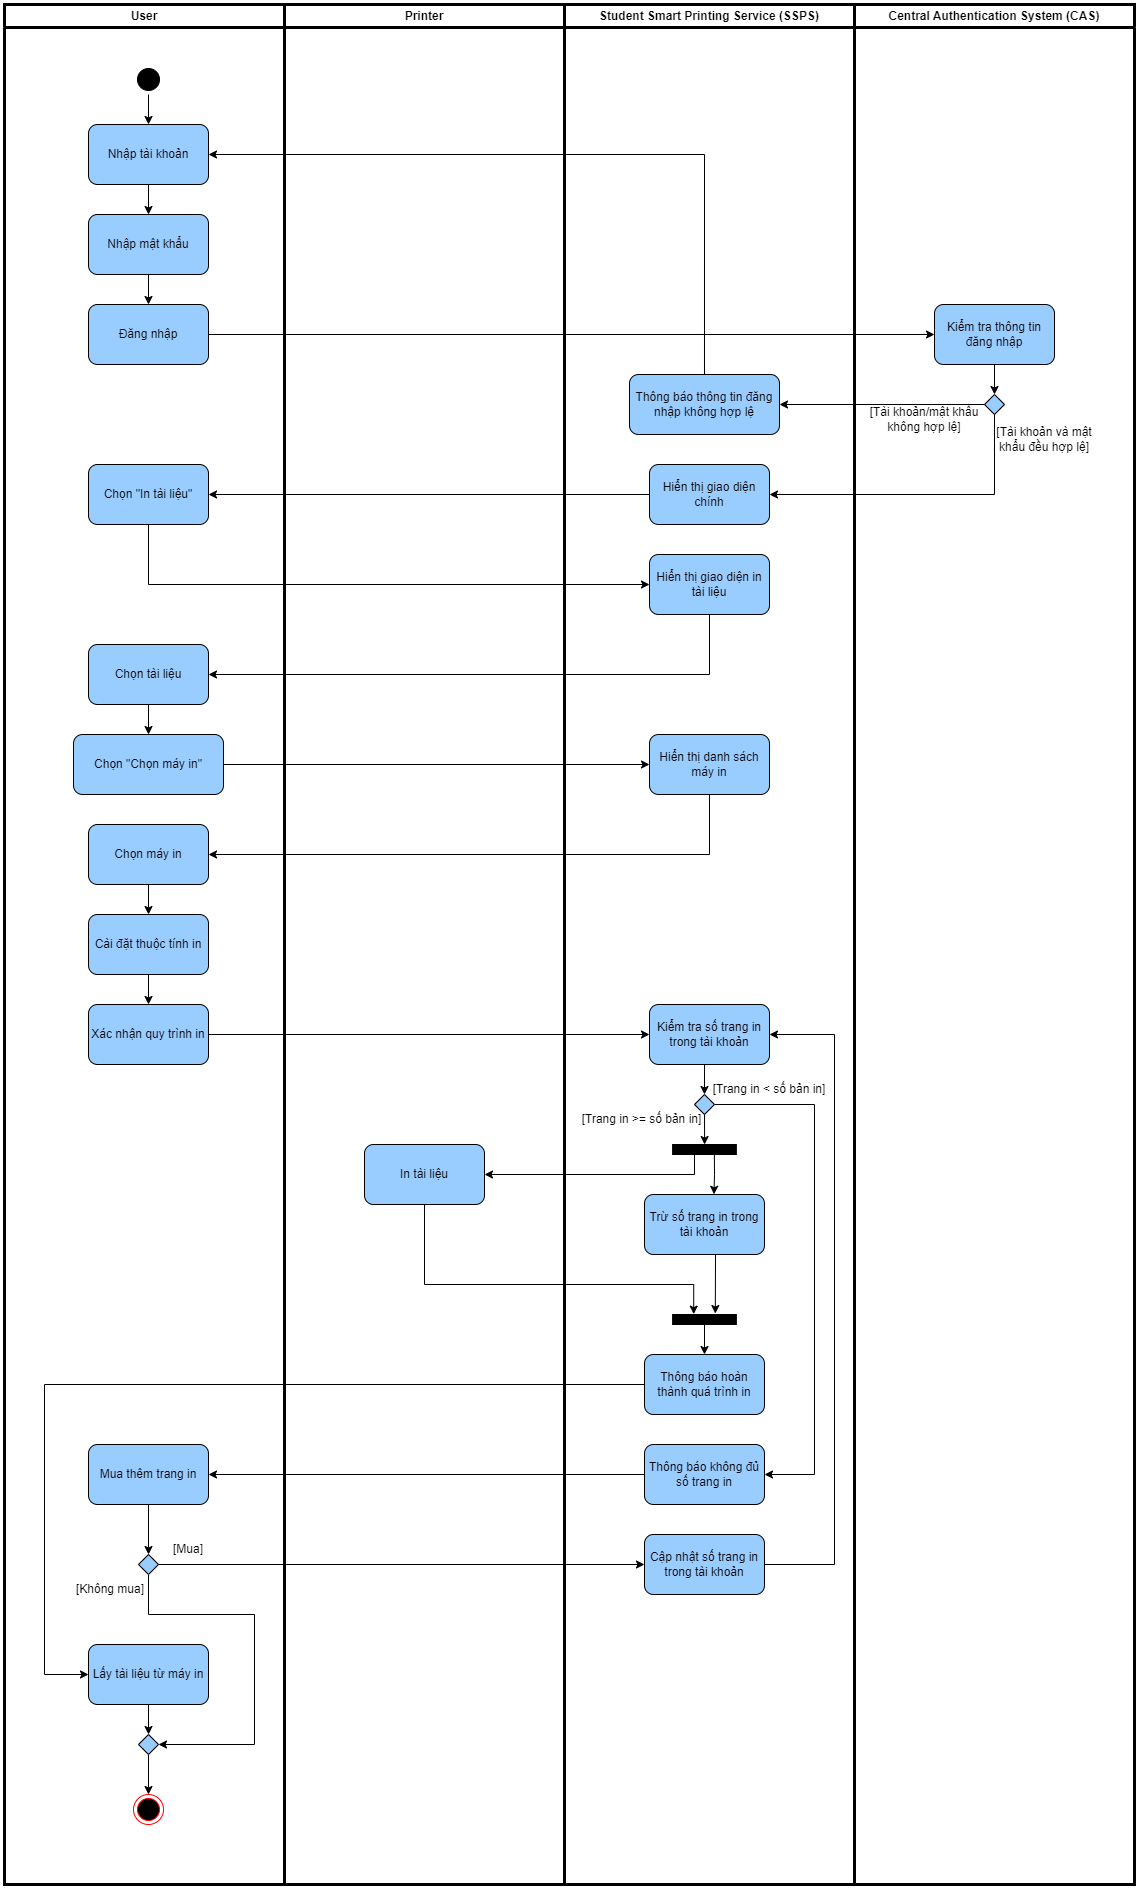 User
Printer
Student Smart Printing Service (SSPS)
Central Authentication System (CAS)
Nhập tài khoản
Nhập mật khẩu
Đăng nhập
Kiểm tra thông tin
đăng nhập
Thông báo thông tin đăng
nhập không hợp lệ
[Tài khoản/mật khẩu
không hợp lệ]
[Tài khoản và mật
khẩu đều hợp lệ]
Chọn "In tài liệu"
Hiển thị giao diện
chính
Hiển thị giao diện in
tài liệu
Chọn tài liệu
Chọn "Chọn máy in"
Hiển thị danh sách
máy in
Chọn máy in
Cài đặt thuộc tính in
Xác nhận quy trình in
Kiểm tra số trang in
trong tài khoản
[Trang in < số bản in]
[Trang in >= số bản in]
In tài liệu
Trừ số trang in trong
tài khoản
Thông báo hoàn
thành quá trình in
Mua thêm trang in
Thông báo không đủ
số trang in
[Mua]
Cập nhật số trang in
trong tài khoản
[Không mua]
Lấy tài liệu từ máy in